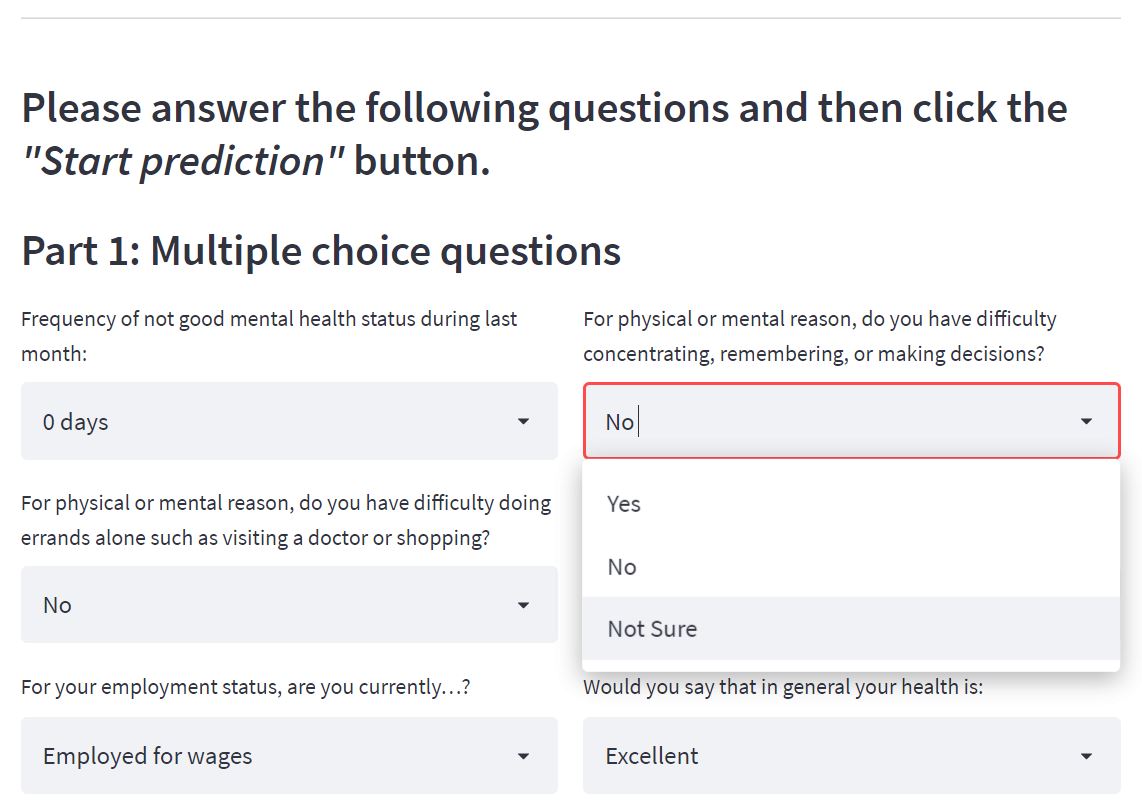 Please answer the following questions and then click the
"Start prediction" button.
Part 1: Multiple choice questions
Frequency of not good mental health status during last
month:
0 days
For physical or mental reason, do you have difficulty
concentrating, remembering, or making decisions?
No
Yes
No
Not Sure
For physical or mental reason, do you have difficulty doing
errands alone such as visiting a doctor or shopping?
No
For your employment status, are you currently...?
Employed for wages
Would you say that in general your health is:
Excellent